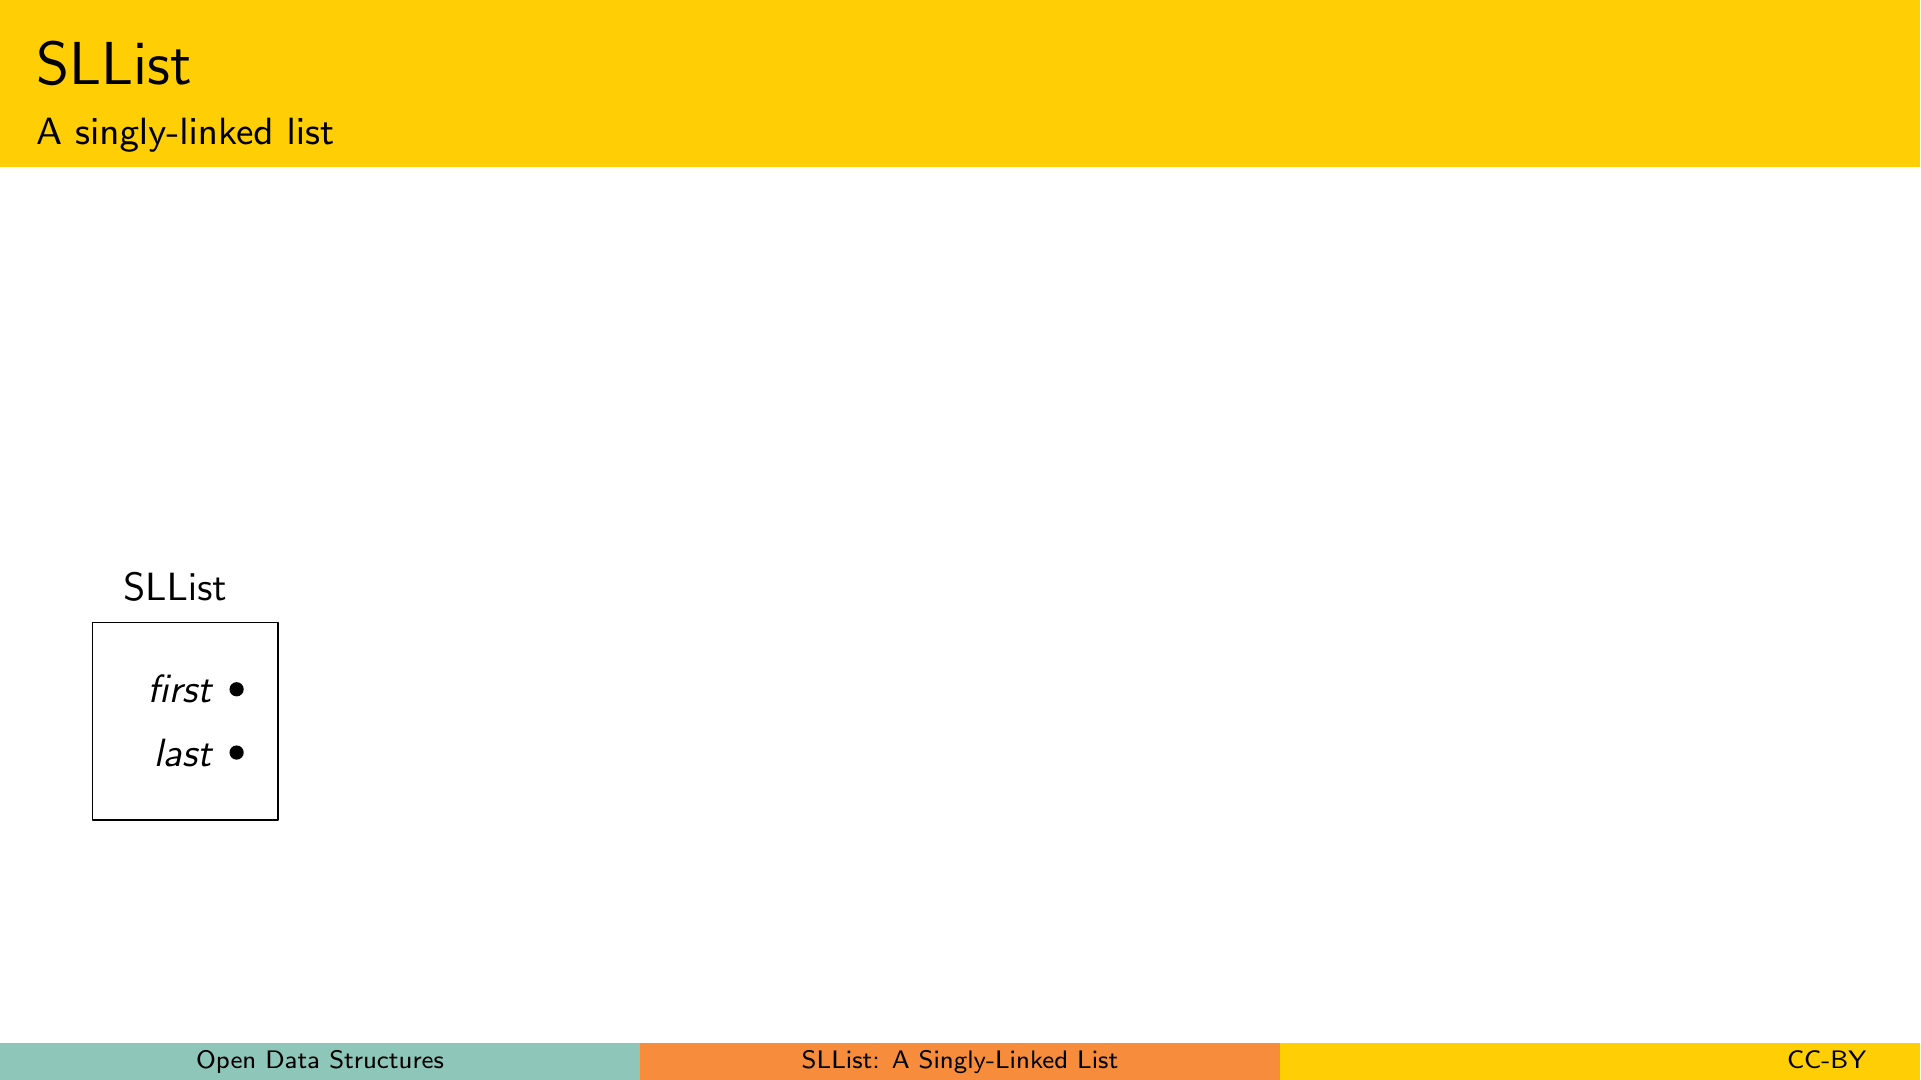 SLList
A singly-linked list
SLList
first
last
Open Data Structures
SLList: A Singly-Linked List
CC-BY